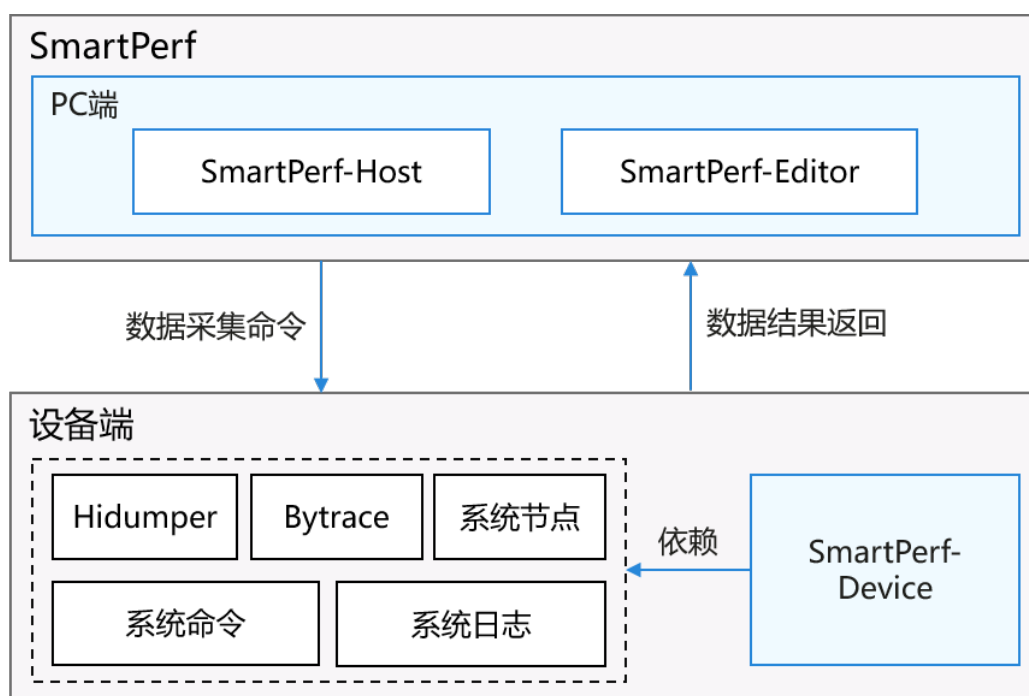 SmartPerf
PC端
SmartPerf-Host
SmartPerf-Editor
数据采集命令
数据结果返回
设备端
Hidumper
Bytrace
系统节点
依赖
SmartPerf-
Device
系统命令
系统日志